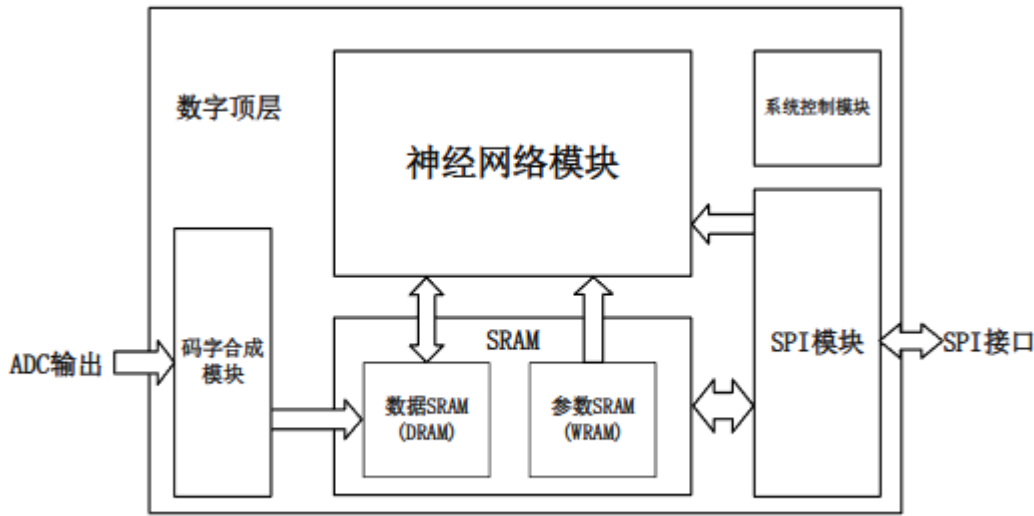 数字顶层
神经网络模块
系统控制模块
码字合成
模块
ADC输出
SRAM
数据SRAM
(DRAM)
参数SRAM
(WRAM)
SPI模块
SPI接口